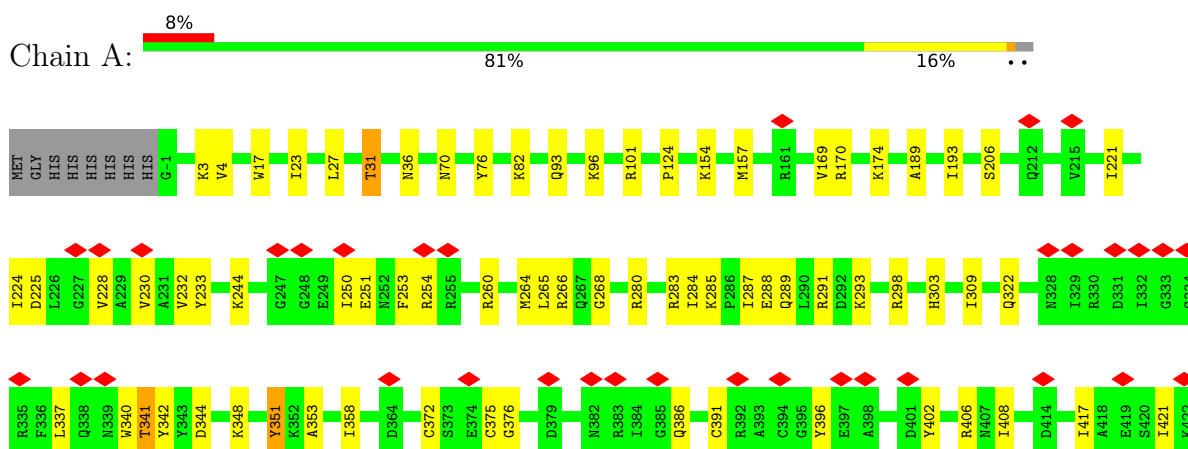 8%
Chain A:
81% 16% • •
MET GLY HIS HIS HIS HIS HIS HIS G-1 K3 V4 W17 I23 L27 T31 N36 N70 Y76 K82 Q93 K96 R101 P124 K154 M157 R161 V169 R170 K174 A189 I193 S206 Q212 V215 I221
I224 D225 L226 G227 V228 A229 V230 A231 V232 Y233 K244 G247 G248 E249 I250 E251 N252 F253 R254 R255 R260 M264 L265 R266 Q267 G268 R280 R283 I284 K285 P286 I287 E288 Q289 L290 R291 D292 K293 R298 H303 I309 Q322 N328 I329 R330 D331 I332 G333
R335 F336 L337 Q338 N339 W340 T341 Y342 Y343 D344 K348 Y351 K352 A353 I358 D364 C372 S373 E374 C375 G376 D379 N382 R383 I384 G385 Q386 C391 R392 A393 C394 G395 Y396 E397 A398 D401 Y402 R406 N407 I408 D414 I417 A418 E419 S420 I421 K422